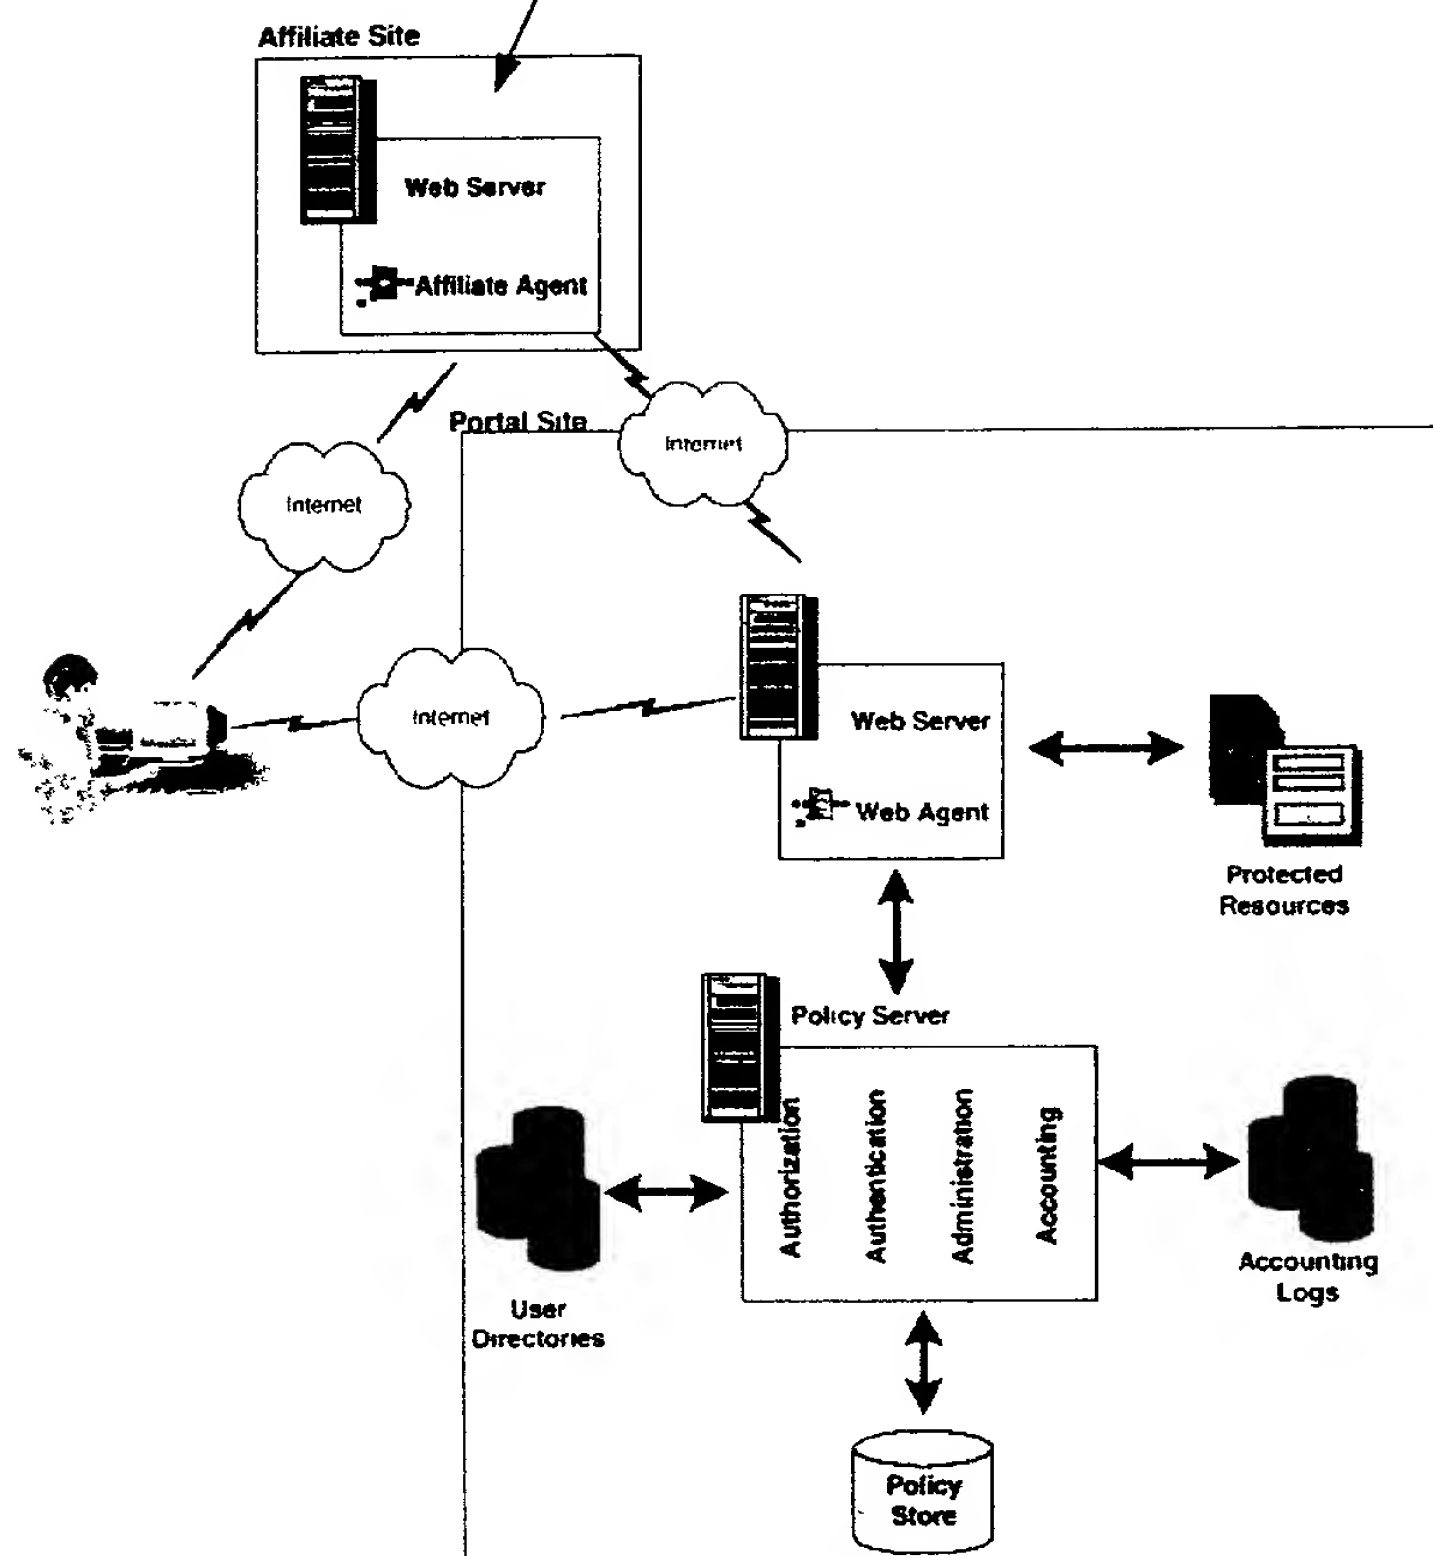 Affiliate Site
Web Server
Affiliate Agent
Portal Site
Internet
Internet
Internet
Web Server
Web Agent
Protected
Resources
Policy Server
Authorization
Authentication
Administration
Accounting
User
Directories
Accounting
Logs
Policy
Store